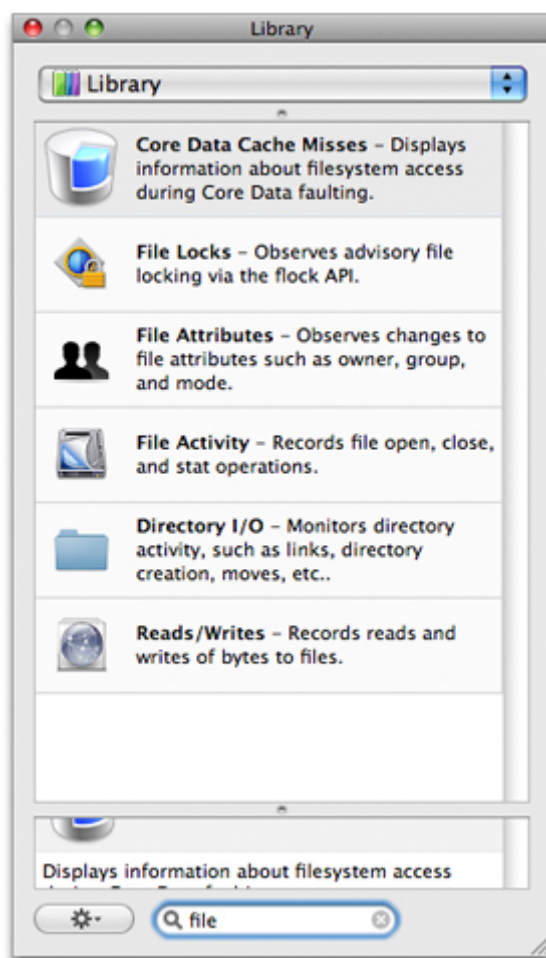 Library
Library
Core Data Cache Misses – Displays
information about filesystem access
during Core Data faulting.
File Locks – Observes advisory file
locking via the flock API.
File Attributes – Observes changes to
file attributes such as owner, group,
and mode.
File Activity – Records file open, close,
and stat operations.
Directory I/O – Monitors directory
activity, such as links, directory
creation, moves, etc..
Reads/Writes – Records reads and
writes of bytes to files.
Displays information about filesystem access
file